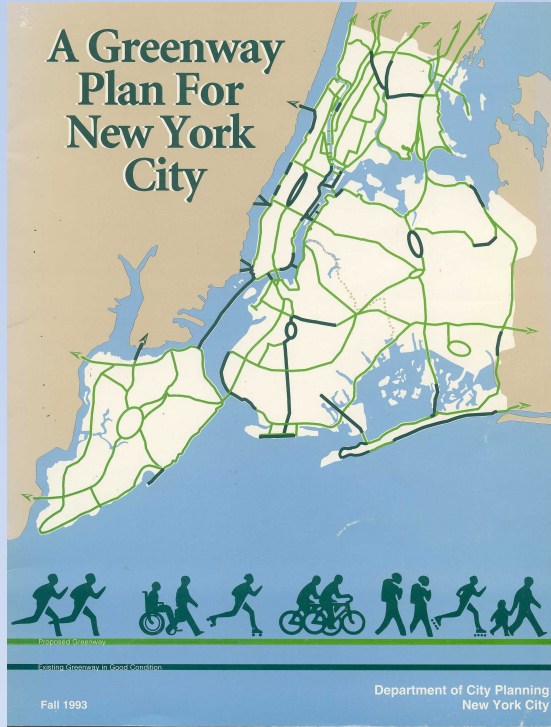 A Greenway
Plan For
New York
City
Proposed Greenway
Existing Greenway in Good Condition
Fall 1993
Department of City Planning
New York City